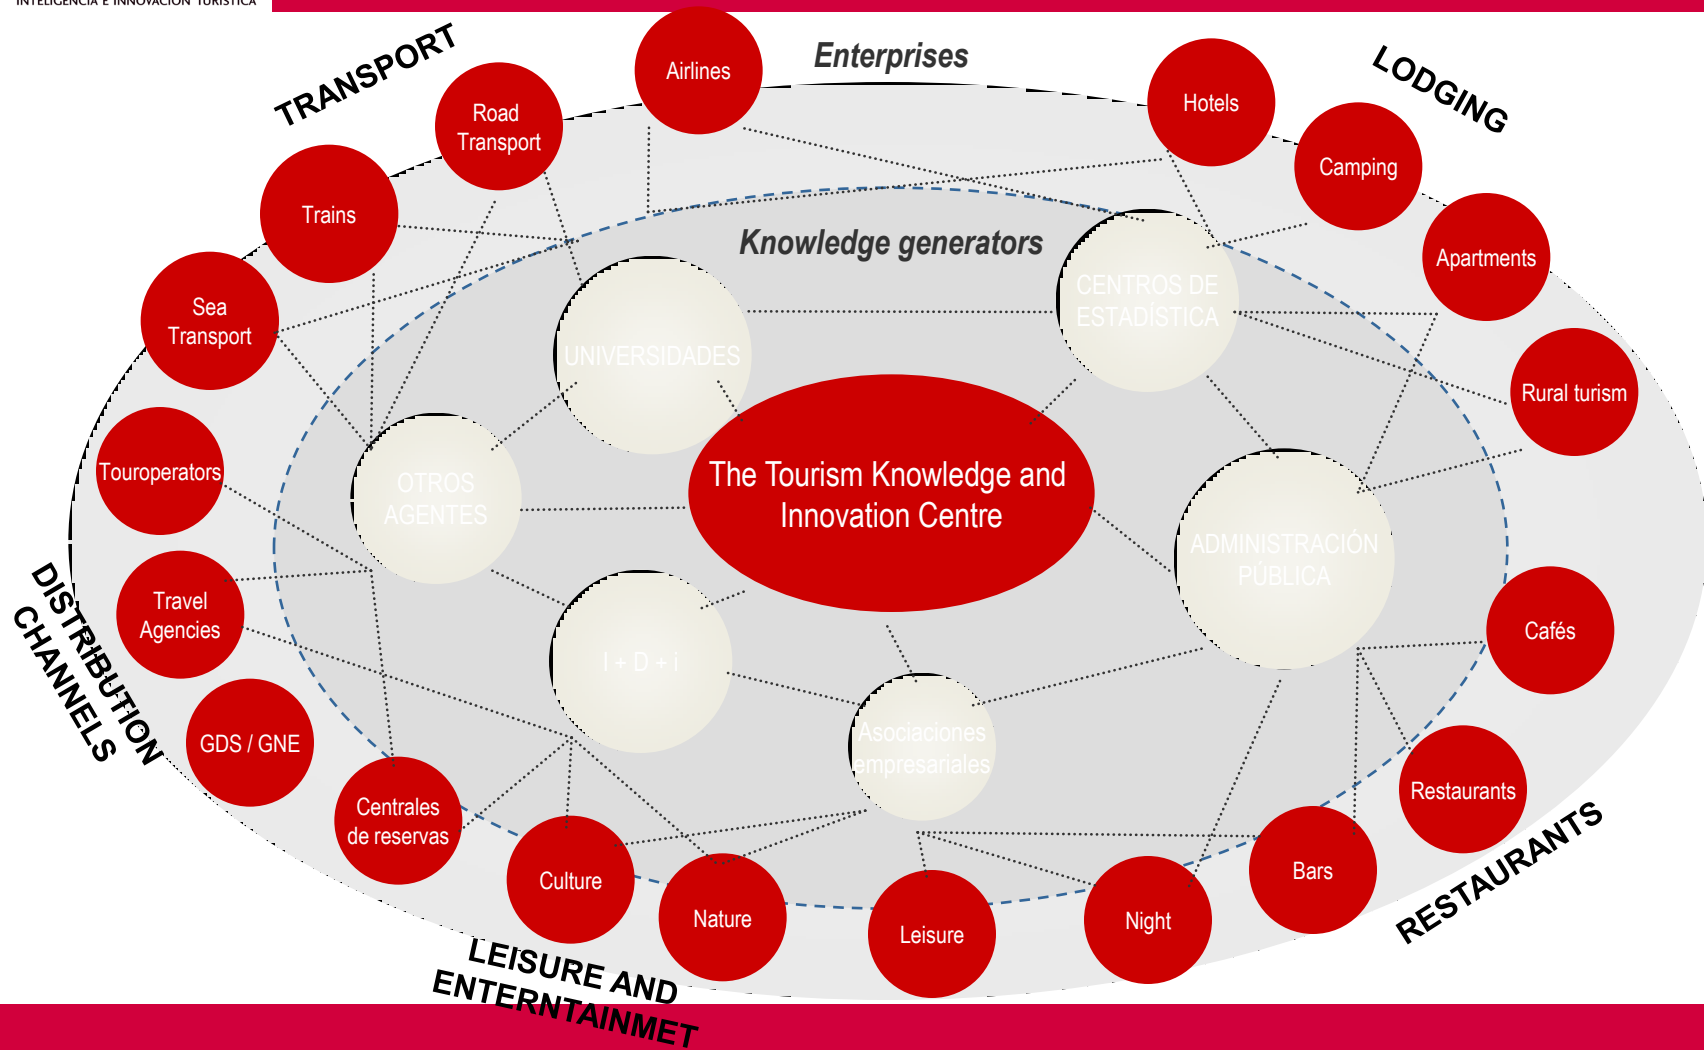 INTELIGENCIA E INNOVACIÓN TURÍSTICA
TRANSPORT
Enterprises
LODGING
Airlines
Hotels
Road
Transport
Camping
Trains
Knowledge generators
Apartments
Sea
Transport
CENTROS DE
ESTADÍSTICA
UNIVERSIDADES
Rural turism
Touroperators
OTROS
AGENTES
The Tourism Knowledge and
Innovation Centre
ADMINISTRACIÓN
PÚBLICA
DISTRIBUTION
CHANNELS
Travel
Agencies
Cafés
I + D + i
GDS / GNE
Asociaciones
empresariales
Centrales
de reservas
Restaurants
RESTAURANTS
Culture
Nature
Leisure
Night
Bars
LEISURE AND
ENTERNTAINMET